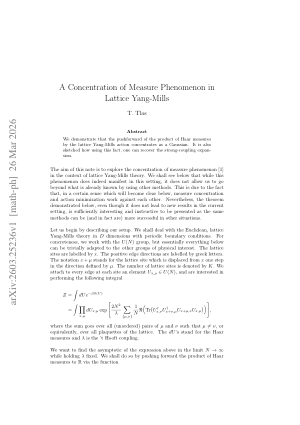 A Concentration of Measure Phenomenon in
Lattice Yang-Mills
T. Tlas
Abstract
We demonstrate that the pushforward of the product of Haar measures
by the lattice Yang-Mills action concentrates as a Gaussian. It is also
sketched how using this fact one can recover the strong-coupling expan-
sion.
The aim of this note is to explore the concentration of measure phenomenon [3]
in the context of lattice Yang-Mills theory. We shall see below that while this
phenomenon does indeed manifest in this setting, it does not allow us to go
beyond what is already known by using other methods. This is due to the fact
that, in a certain sense which will become clear below, measure concentration
and action minimization work against each other. Nevertheless, the theorem
demonstrated below, even though it does not lead to new results in the current
setting, is sufficiently interesting and instructive to be presented as the same
methods can be (and in fact are) more successful in other situations.
Let us begin by describing our setup. We shall deal with the Euclidean, lattice
Yang-Mills theory in D dimensions with periodic boundary conditions. For
concreteness, we work with the U(N) group, but essentially everything below
can be trivially adapted to the other groups of physical interest. The lattice
sites are labelled by x. The positive edge directions are labelled by greek letters.
The notation x + μ stands for the lattice site which is displaced from x one step
in the direction defined by μ. The number of lattice sites is denoted by K. We
attach to every edge at each site an element U_{x,μ} ∈ U(N), and are interested in
performing the following integral
Z = ∫ dU e^{-βS(U)}
= ∫ ∏_{x,μ} dU_{x,μ} exp [ 2N²/λ ∑_{{μ,ν}} 1/N ℜ( Tr(U†_{x,ν} U†_{x+ν,μ} U_{x+μ,ν} U_{x,μ}) ) ],
where the sum goes over all (unordered) pairs of μ and ν such that μ ≠ ν, or
equivalently, over all plaquettes of the lattice. The dU's stand for the Haar
measures and λ is the 't Hooft coupling.
We want to find the asymptotic of the expression above in the limit N → ∞
while holding λ fixed. We shall do so by pushing forward the product of Haar
measures to ℝ via the function
arXiv:2603.25236v1 [math-ph] 26 Mar 2026